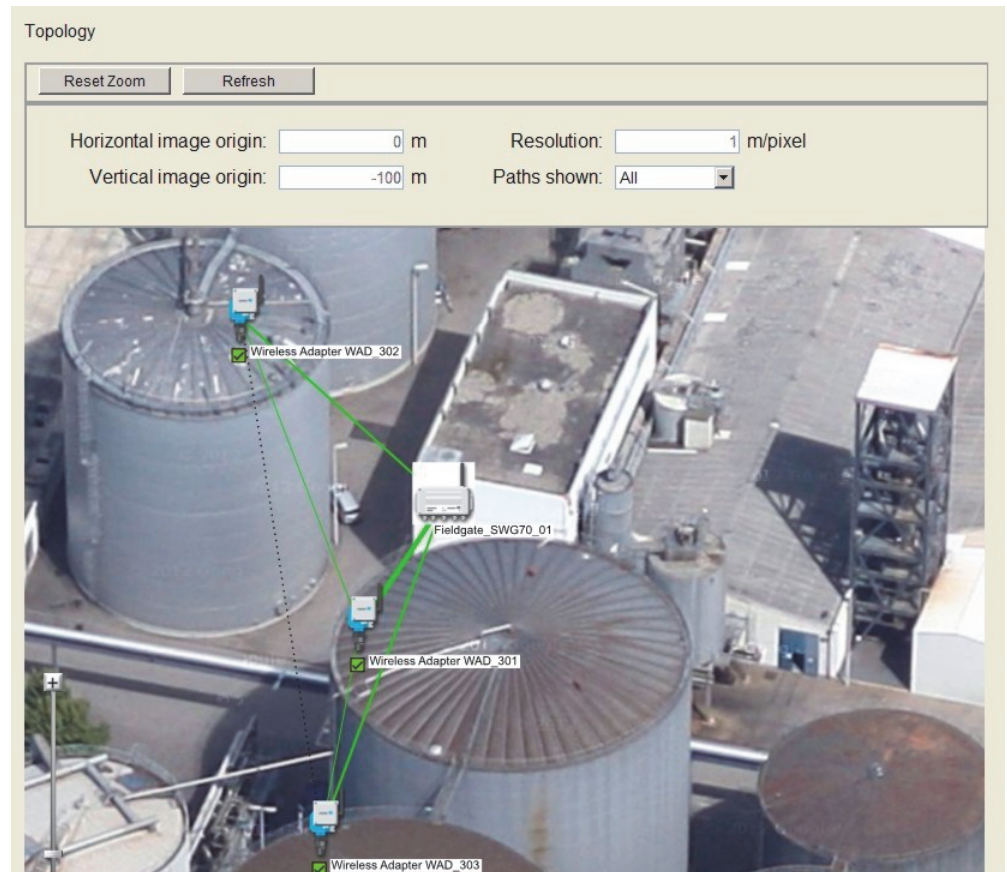 Topology
Reset Zoom Refresh
Horizontal image origin: 0 m Resolution: 1 m/pixel
Vertical image origin: -100 m Paths shown: All
Wireless Adapter WAD_302
Fieldgate_SWG70_01
Wireless Adapter WAD_301
Wireless Adapter WAD_303